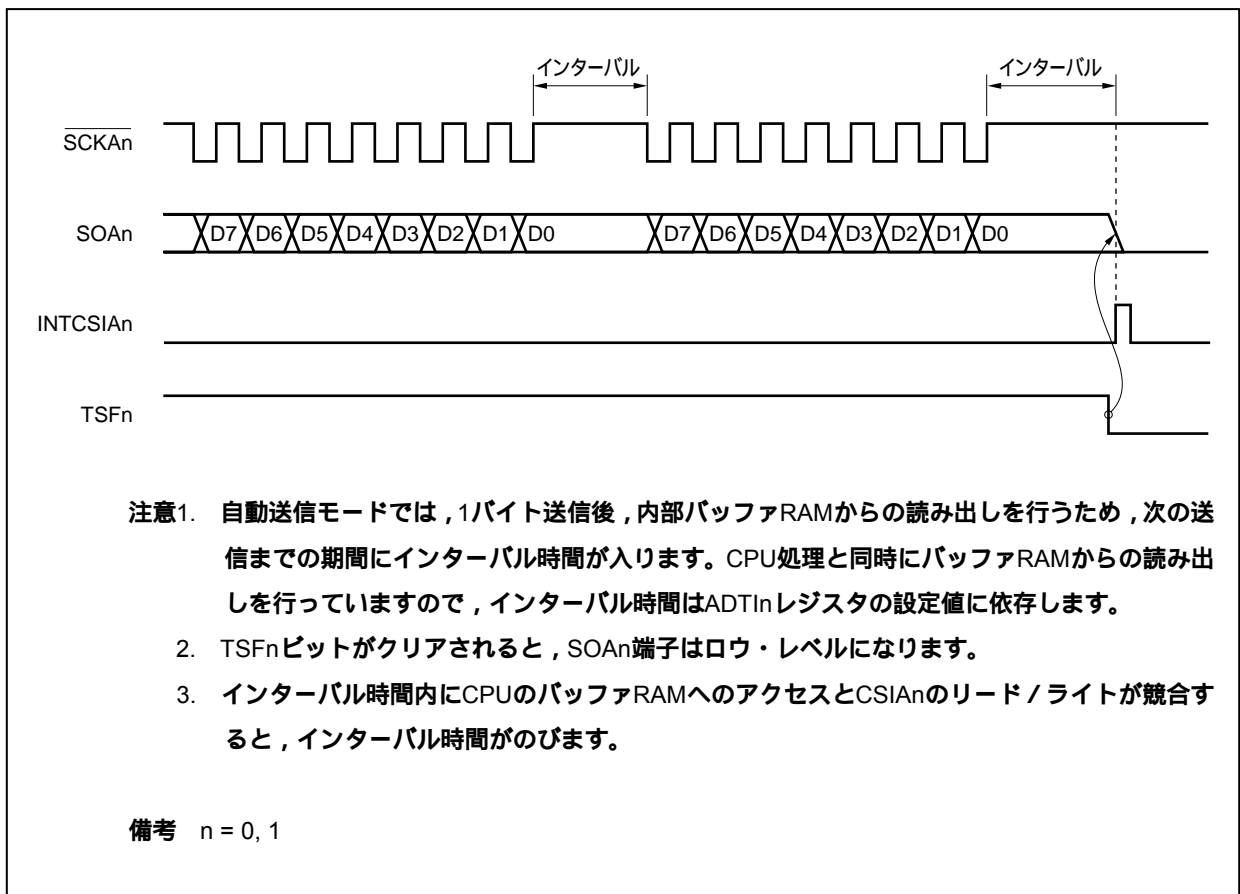 インターバル インターバル
SCKAn
SOAn D7 D6 D5 D4 D3 D2 D1 D0 D7 D6 D5 D4 D3 D2 D1 D0
INTCSIAn
TSFn
注意1. 自動送信モードでは，1バイト送信後，内部バッファRAMからの読み出しを行うため，次の送
信までの期間にインターバル時間が入ります。CPU処理と同時にバッファRAMからの読み出
しを行っていますので，インターバル時間はADTInレジスタの設定値に依存します。
2. TSFnビットがクリアされると，SOAn端子はロウ・レベルになります。
3. インターバル時間内にCPUのバッファRAMへのアクセスとCSIAnのリード／ライトが競合す
ると，インターバル時間がのびます。
備考 n = 0, 1